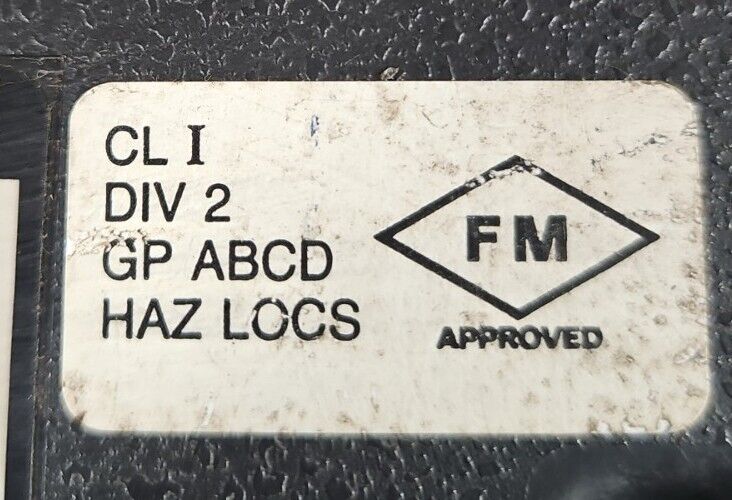 CL I
DIV 2
GP ABCD
HAZ LOCS
FM
APPROVED